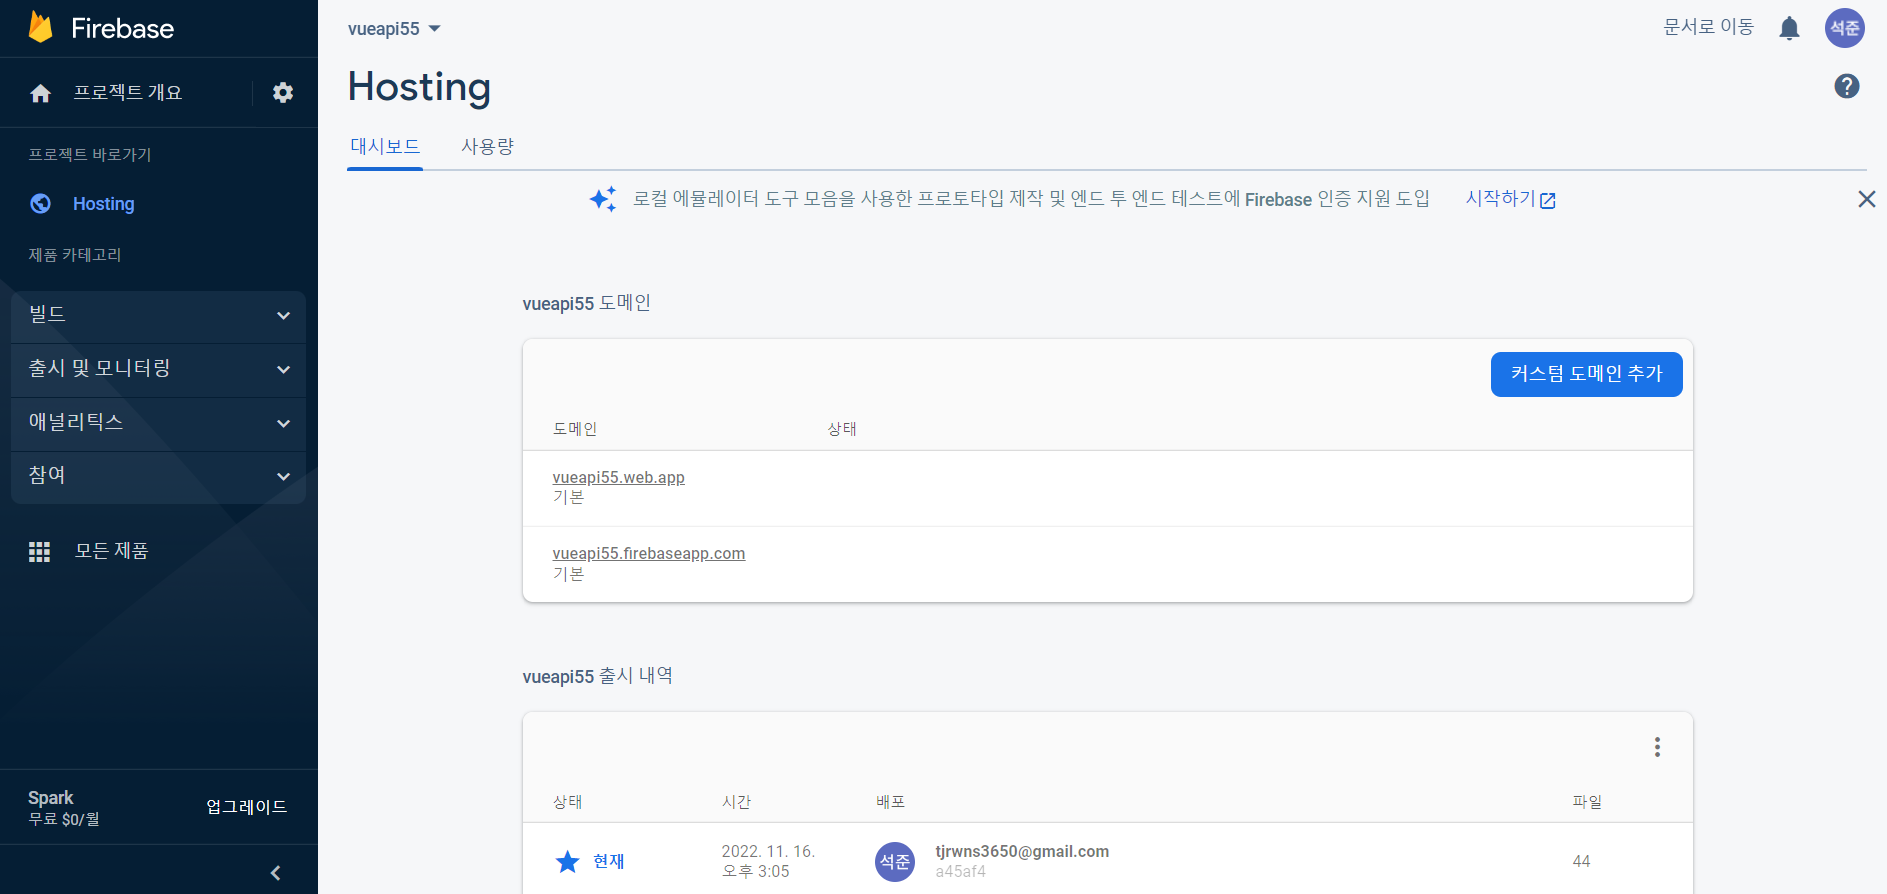 Firebase
프로젝트 개요
프로젝트 바로가기
Hosting
제품 카테고리
빌드
출시 및 모니터링
애널리틱스
참여
모든 제품
Spark
무료 $0/월
업그레이드
vueapi55
문서로 이동
석준
Hosting
대시보드
사용량
로컬 에뮬레이터 도구 모음을 사용한 프로토타입 제작 및 엔드 투 엔드 테스트에 Firebase 인증 지원 도입
시작하기
vueapi55 도메인
커스텀 도메인 추가
도메인 상태
vueapi55.web.app
기본
vueapi55.firebaseapp.com
기본
vueapi55 출시 내역
상태 시간 배포 파일
현재
2022. 11. 16.
오후 3:05
석준
tjrwns3650@gmail.com
a45af4
44